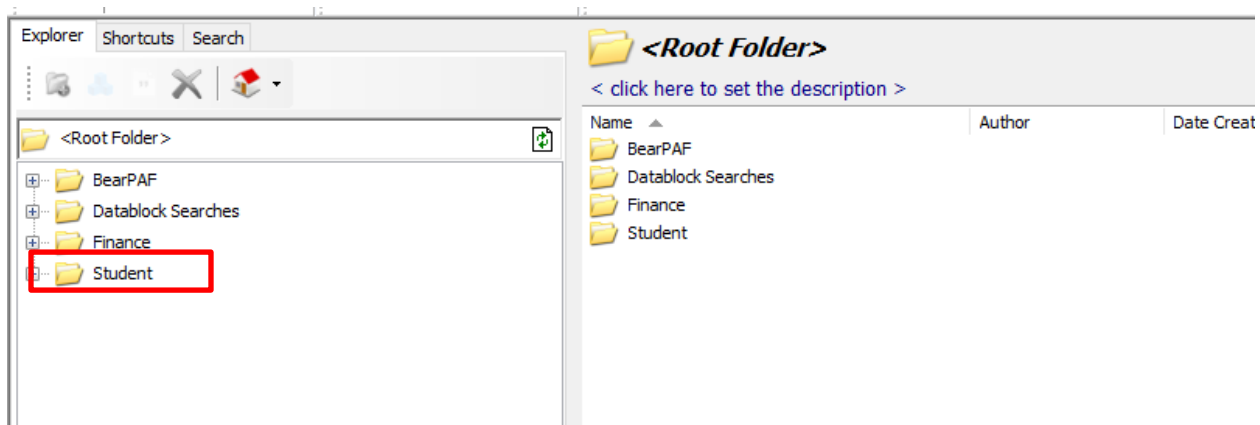 Explorer Shortcuts Search
<Root Folder>
BearPAF
Datablock Searches
Finance
Student
<Root Folder>
< click here to set the description >
Name Author Date Creat
BearPAF
Datablock Searches
Finance
Student